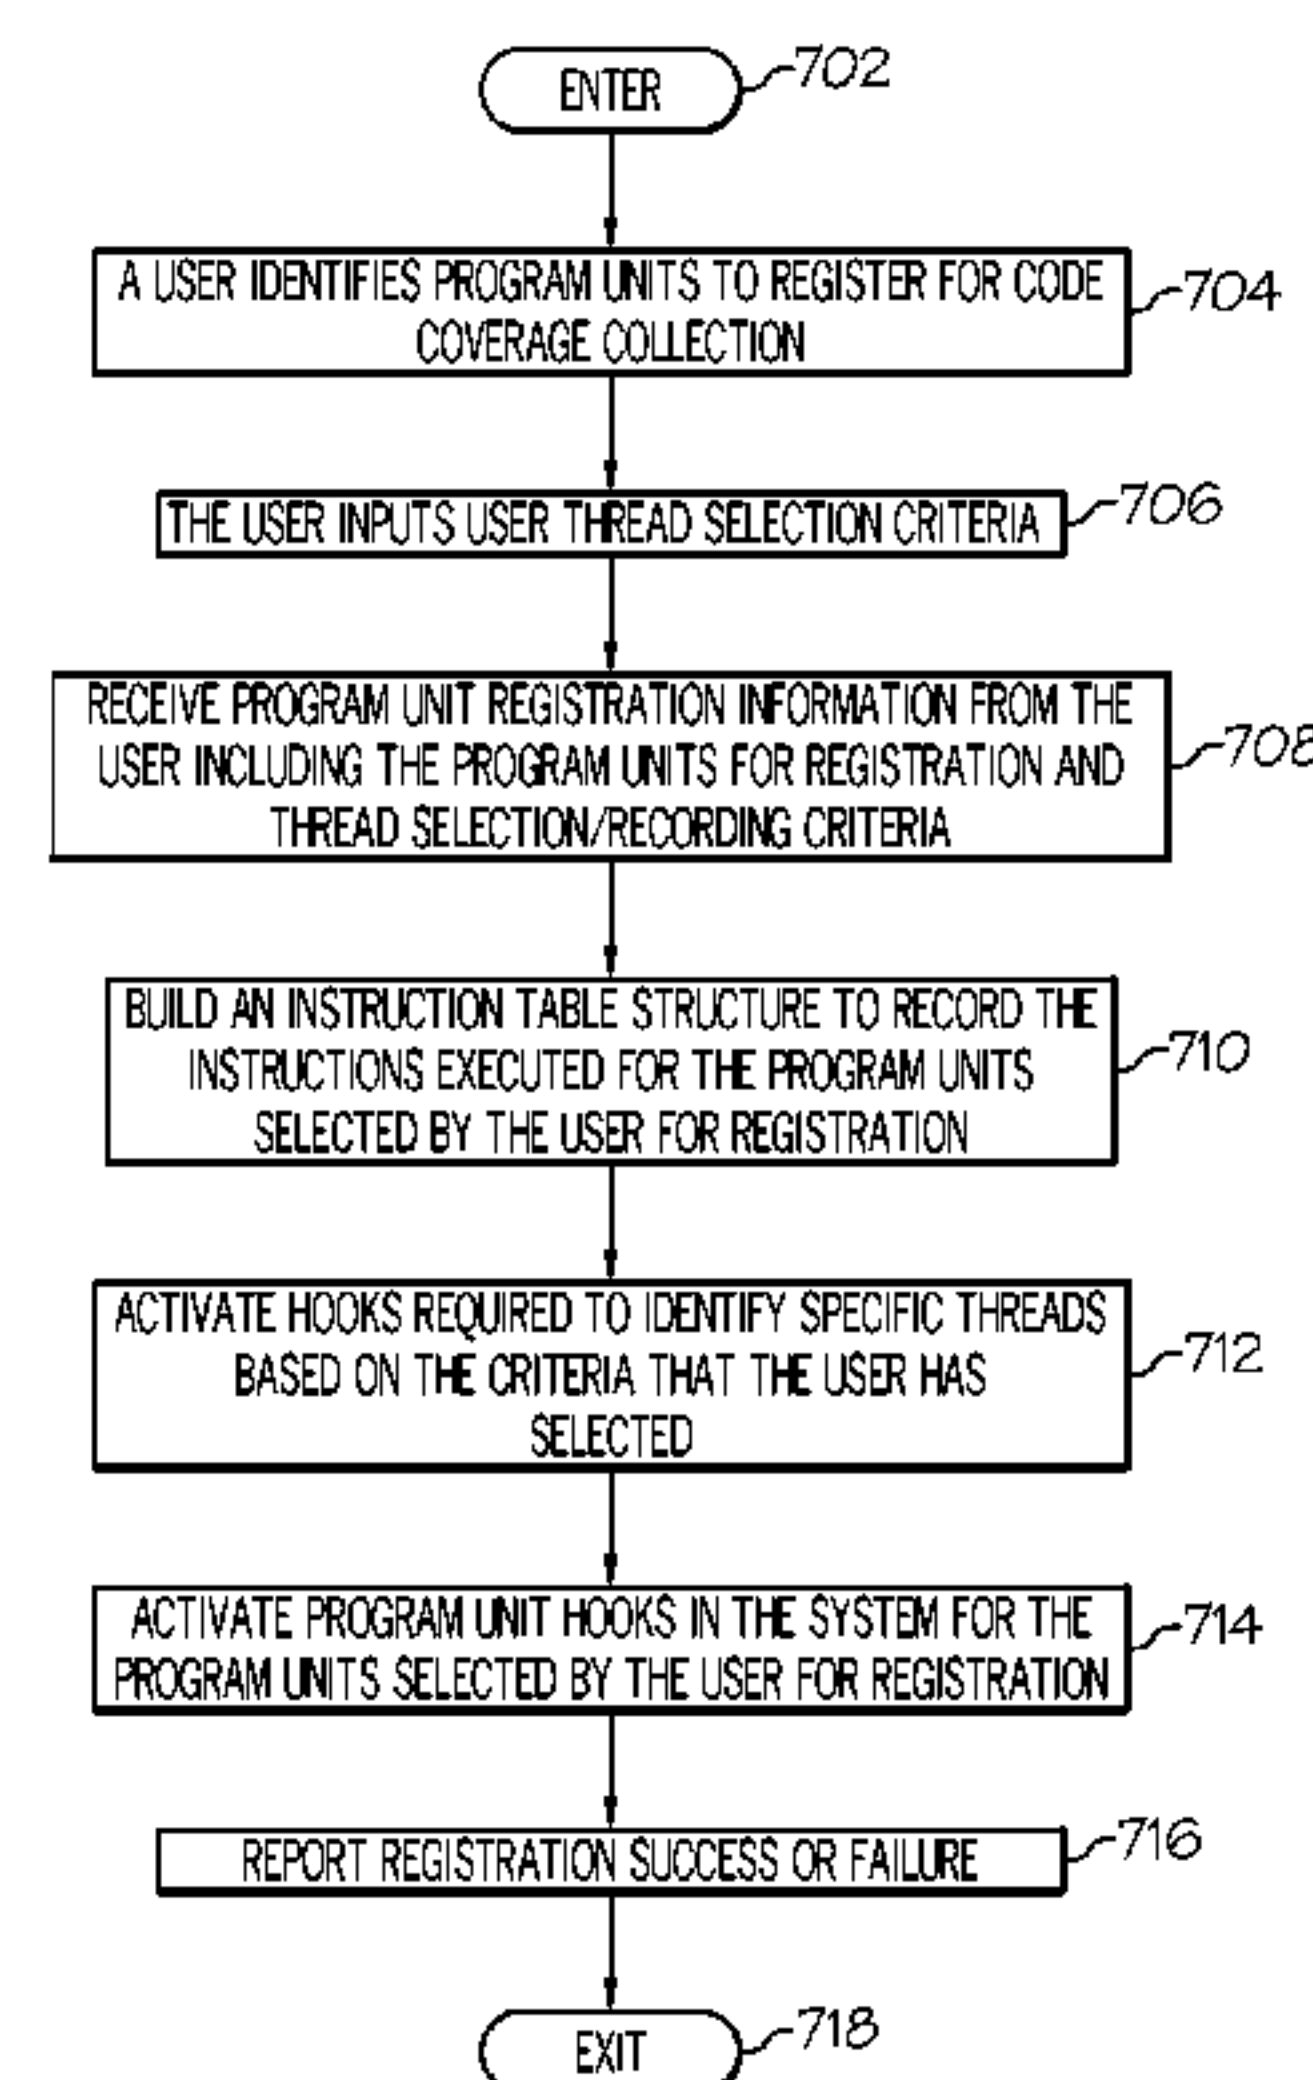 ENTER
702
A USER IDENTIFIES PROGRAM UNITS TO REGISTER FOR CODE
COVERAGE COLLECTION
704
THE USER INPUTS USER THREAD SELECTION CRITERIA
706
RECEIVE PROGRAM UNIT REGISTRATION INFORMATION FROM THE
USER INCLUDING THE PROGRAM UNITS FOR REGISTRATION AND
THREAD SELECTION/RECORDING CRITERIA
708
BUILD AN INSTRUCTION TABLE STRUCTURE TO RECORD THE
INSTRUCTIONS EXECUTED FOR THE PROGRAM UNITS
SELECTED BY THE USER FOR REGISTRATION
710
ACTIVATE HOOKS REQUIRED TO IDENTIFY SPECIFIC THREADS
BASED ON THE CRITERIA THAT THE USER HAS
SELECTED
712
ACTIVATE PROGRAM UNIT HOOKS IN THE SYSTEM FOR THE
PROGRAM UNITS SELECTED BY THE USER FOR REGISTRATION
714
REPORT REGISTRATION SUCCESS OR FAILURE
716
EXIT
718